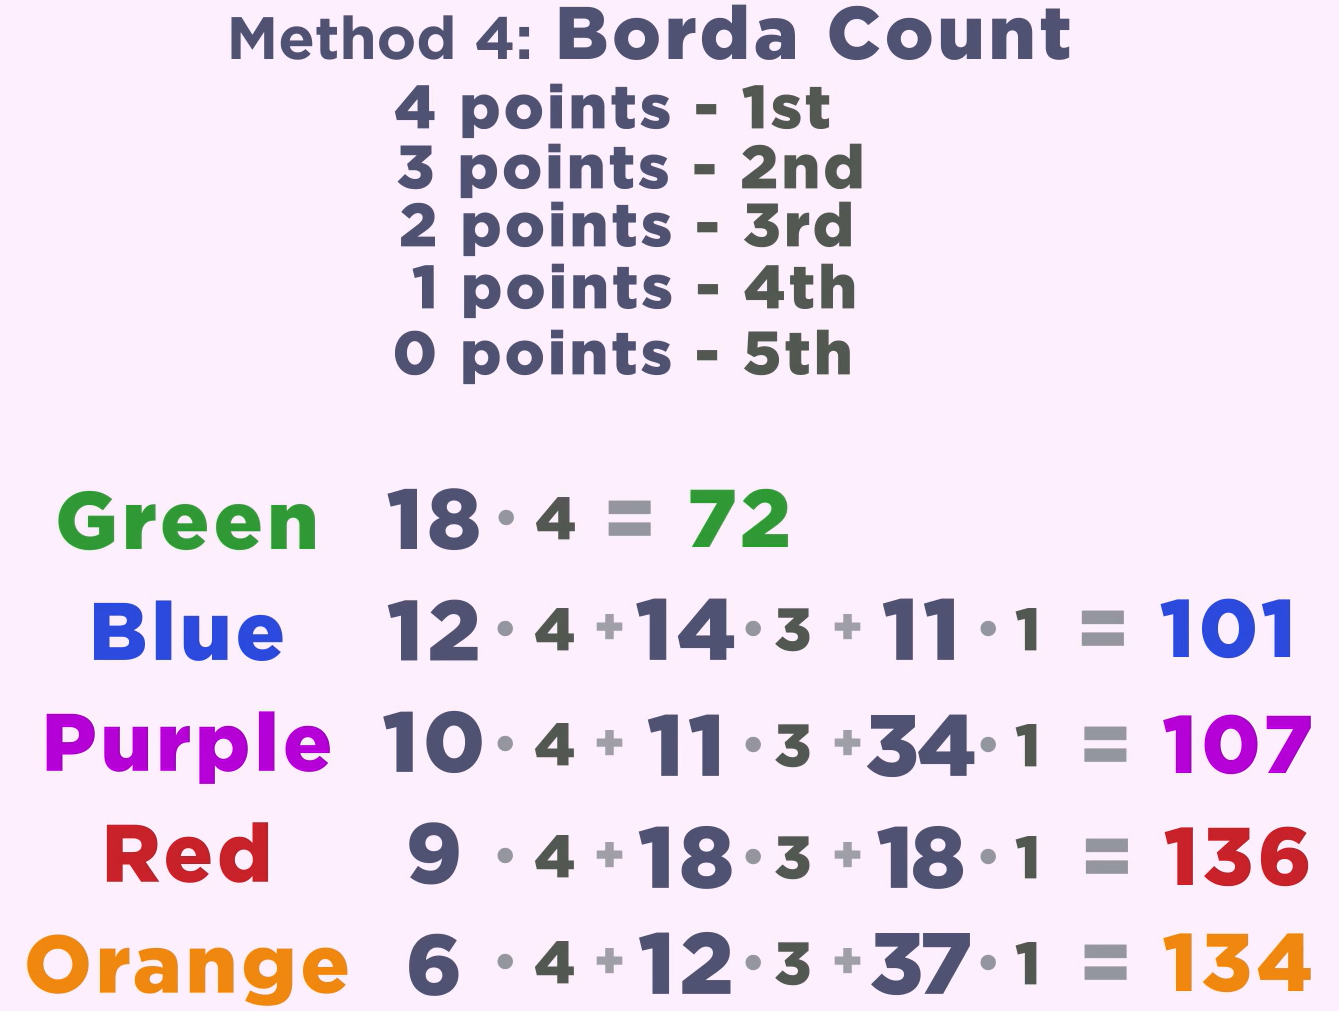 Method 4: Borda Count
4 points - 1st
3 points - 2nd
2 points - 3rd
1 points - 4th
0 points - 5th
Green 18 · 4 = 72
Blue 12 · 4 + 14 · 3 + 11 · 1 = 101
Purple 10 · 4 + 11 · 3 + 34 · 1 = 107
Red 9 · 4 + 18 · 3 + 18 · 1 = 136
Orange 6 · 4 + 12 · 3 + 37 · 1 = 134